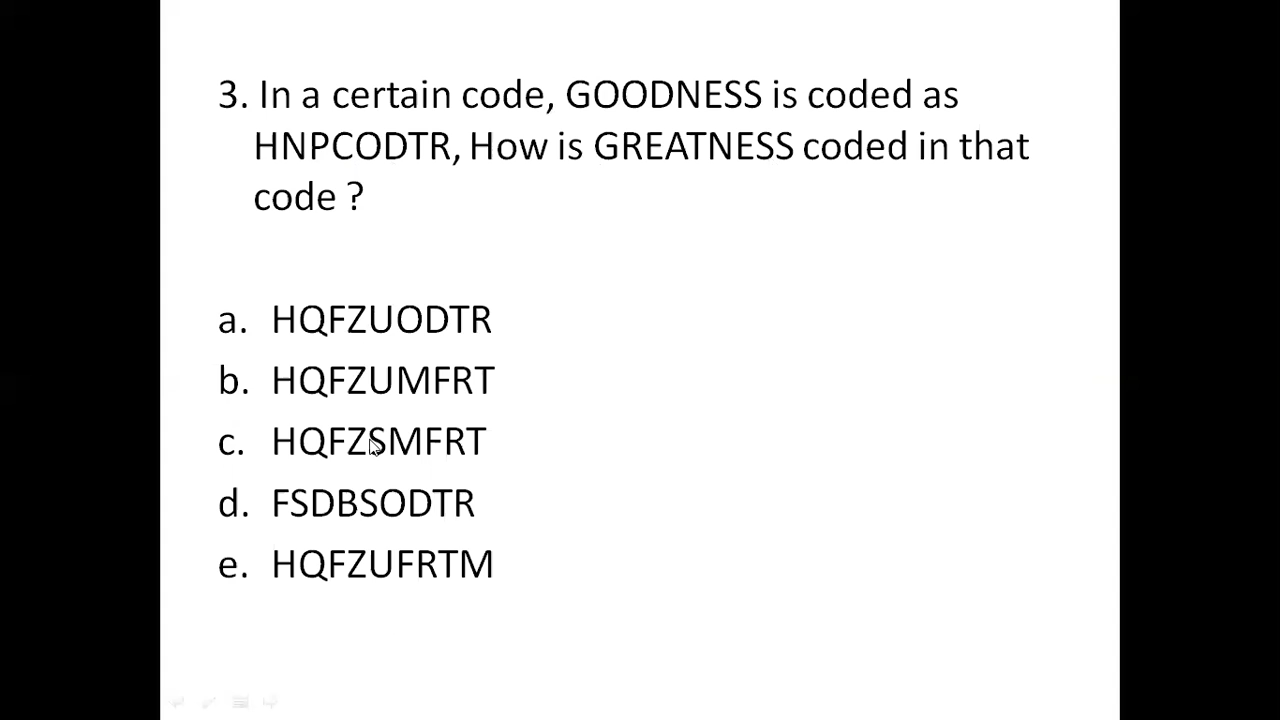 3. In a certain code, GOODNESS is coded as
HNPCODTR, How is GREATNESS coded in that
code ?
a. HQFZUODTR
b. HQFZUMFRT
c. HQFZSMFRT
d. FSDBSODTR
e. HQFZUFRTM